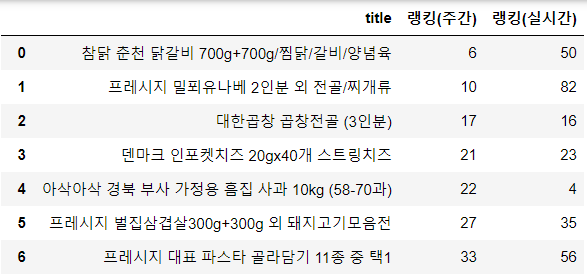 title 랭킹(주간) 랭킹(실시간)
0 참닭 춘천 닭갈비 700g+700g/찜닭/갈비/양념육 6 50
1 프레시지 밀푀유나베 2인분 외 전골/찌개류 10 82
2 대한곱창 곱창전골 (3인분) 17 16
3 덴마크 인포켓치즈 20gx40개 스트링치즈 21 23
4 아삭아삭 경북 부사 가정용 흠집 사과 10kg (58-70과) 22 4
5 프레시지 벌집삼겹살300g+300g 외 돼지고기모음전 27 35
6 프레시지 대표 파스타 골라담기 11종 중 택1 33 56